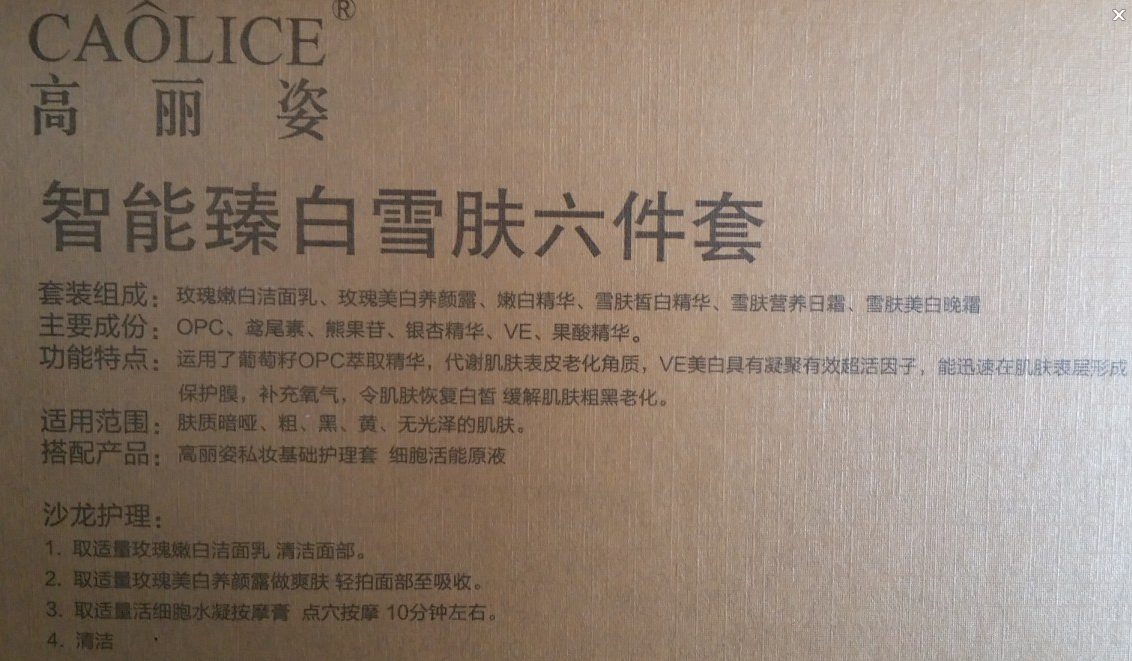 CAÔLICE®
高丽姿
智能臻白雪肤六件套
套装组成：玫瑰嫩白洁面乳、玫瑰美白养颜露、嫩白精华、雪肤皙白精华、雪肤营养日霜、雪肤美白晚霜
主要成份：OPC、鸢尾素、熊果苷、银杏精华、VE、果酸精华。
功能特点：运用了葡萄籽OPC萃取精华，代谢肌肤表皮老化角质，VE美白具有凝聚有效超活因子，能迅速在肌肤表层形成
保护膜，补充氧气，令肌肤恢复白皙 缓解肌肤粗黑老化。
适用范围：肤质暗哑、粗、黑、黄、无光泽的肌肤。
搭配产品：高丽姿私妆基础护理套 细胞活能原液
沙龙护理：
1. 取适量玫瑰嫩白洁面乳 清洁面部。
2. 取适量玫瑰美白养颜露做爽肤 轻拍面部至吸收。
3. 取适量活细胞水凝按摩膏 点穴按摩 10分钟左右。
4. 清洁